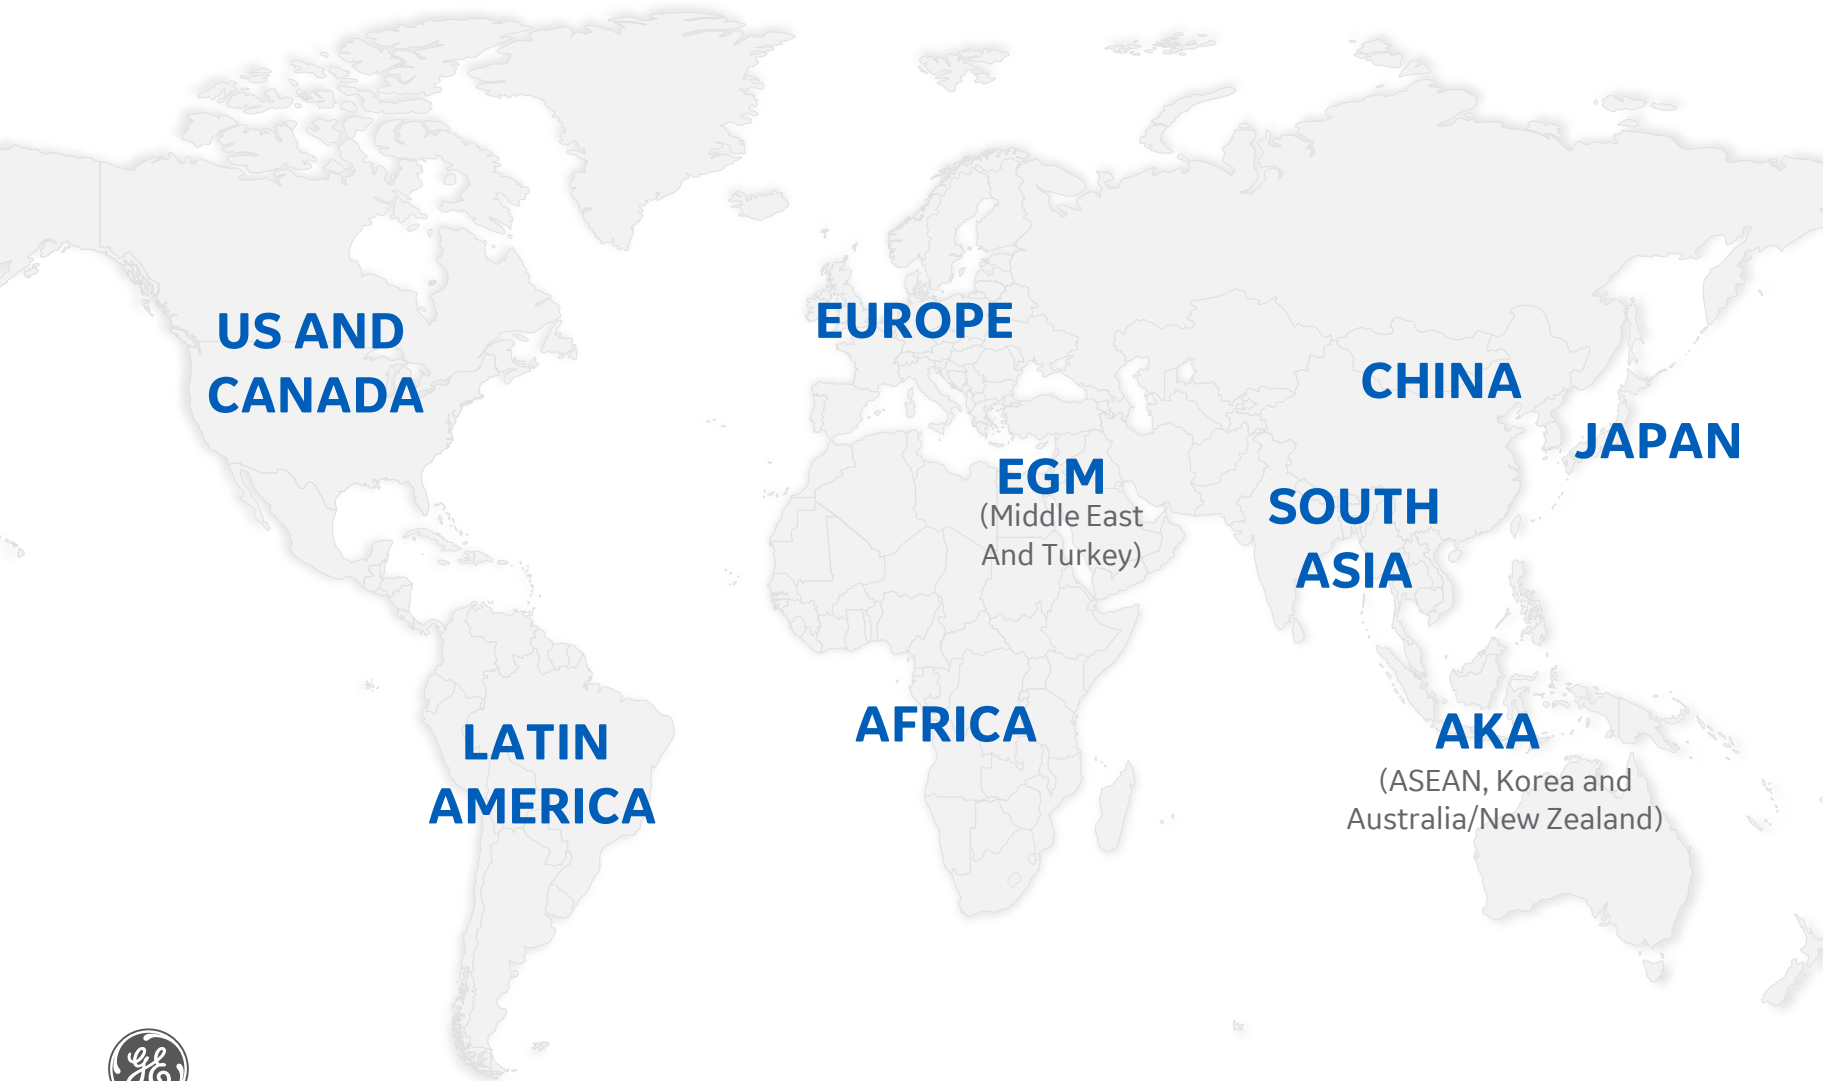 US AND
CANADA
EUROPE
CHINA
JAPAN
EGM
(Middle East
And Turkey)
SOUTH
ASIA
LATIN
AMERICA
AFRICA
AKA
(ASEAN, Korea and
Australia/New Zealand)
GE